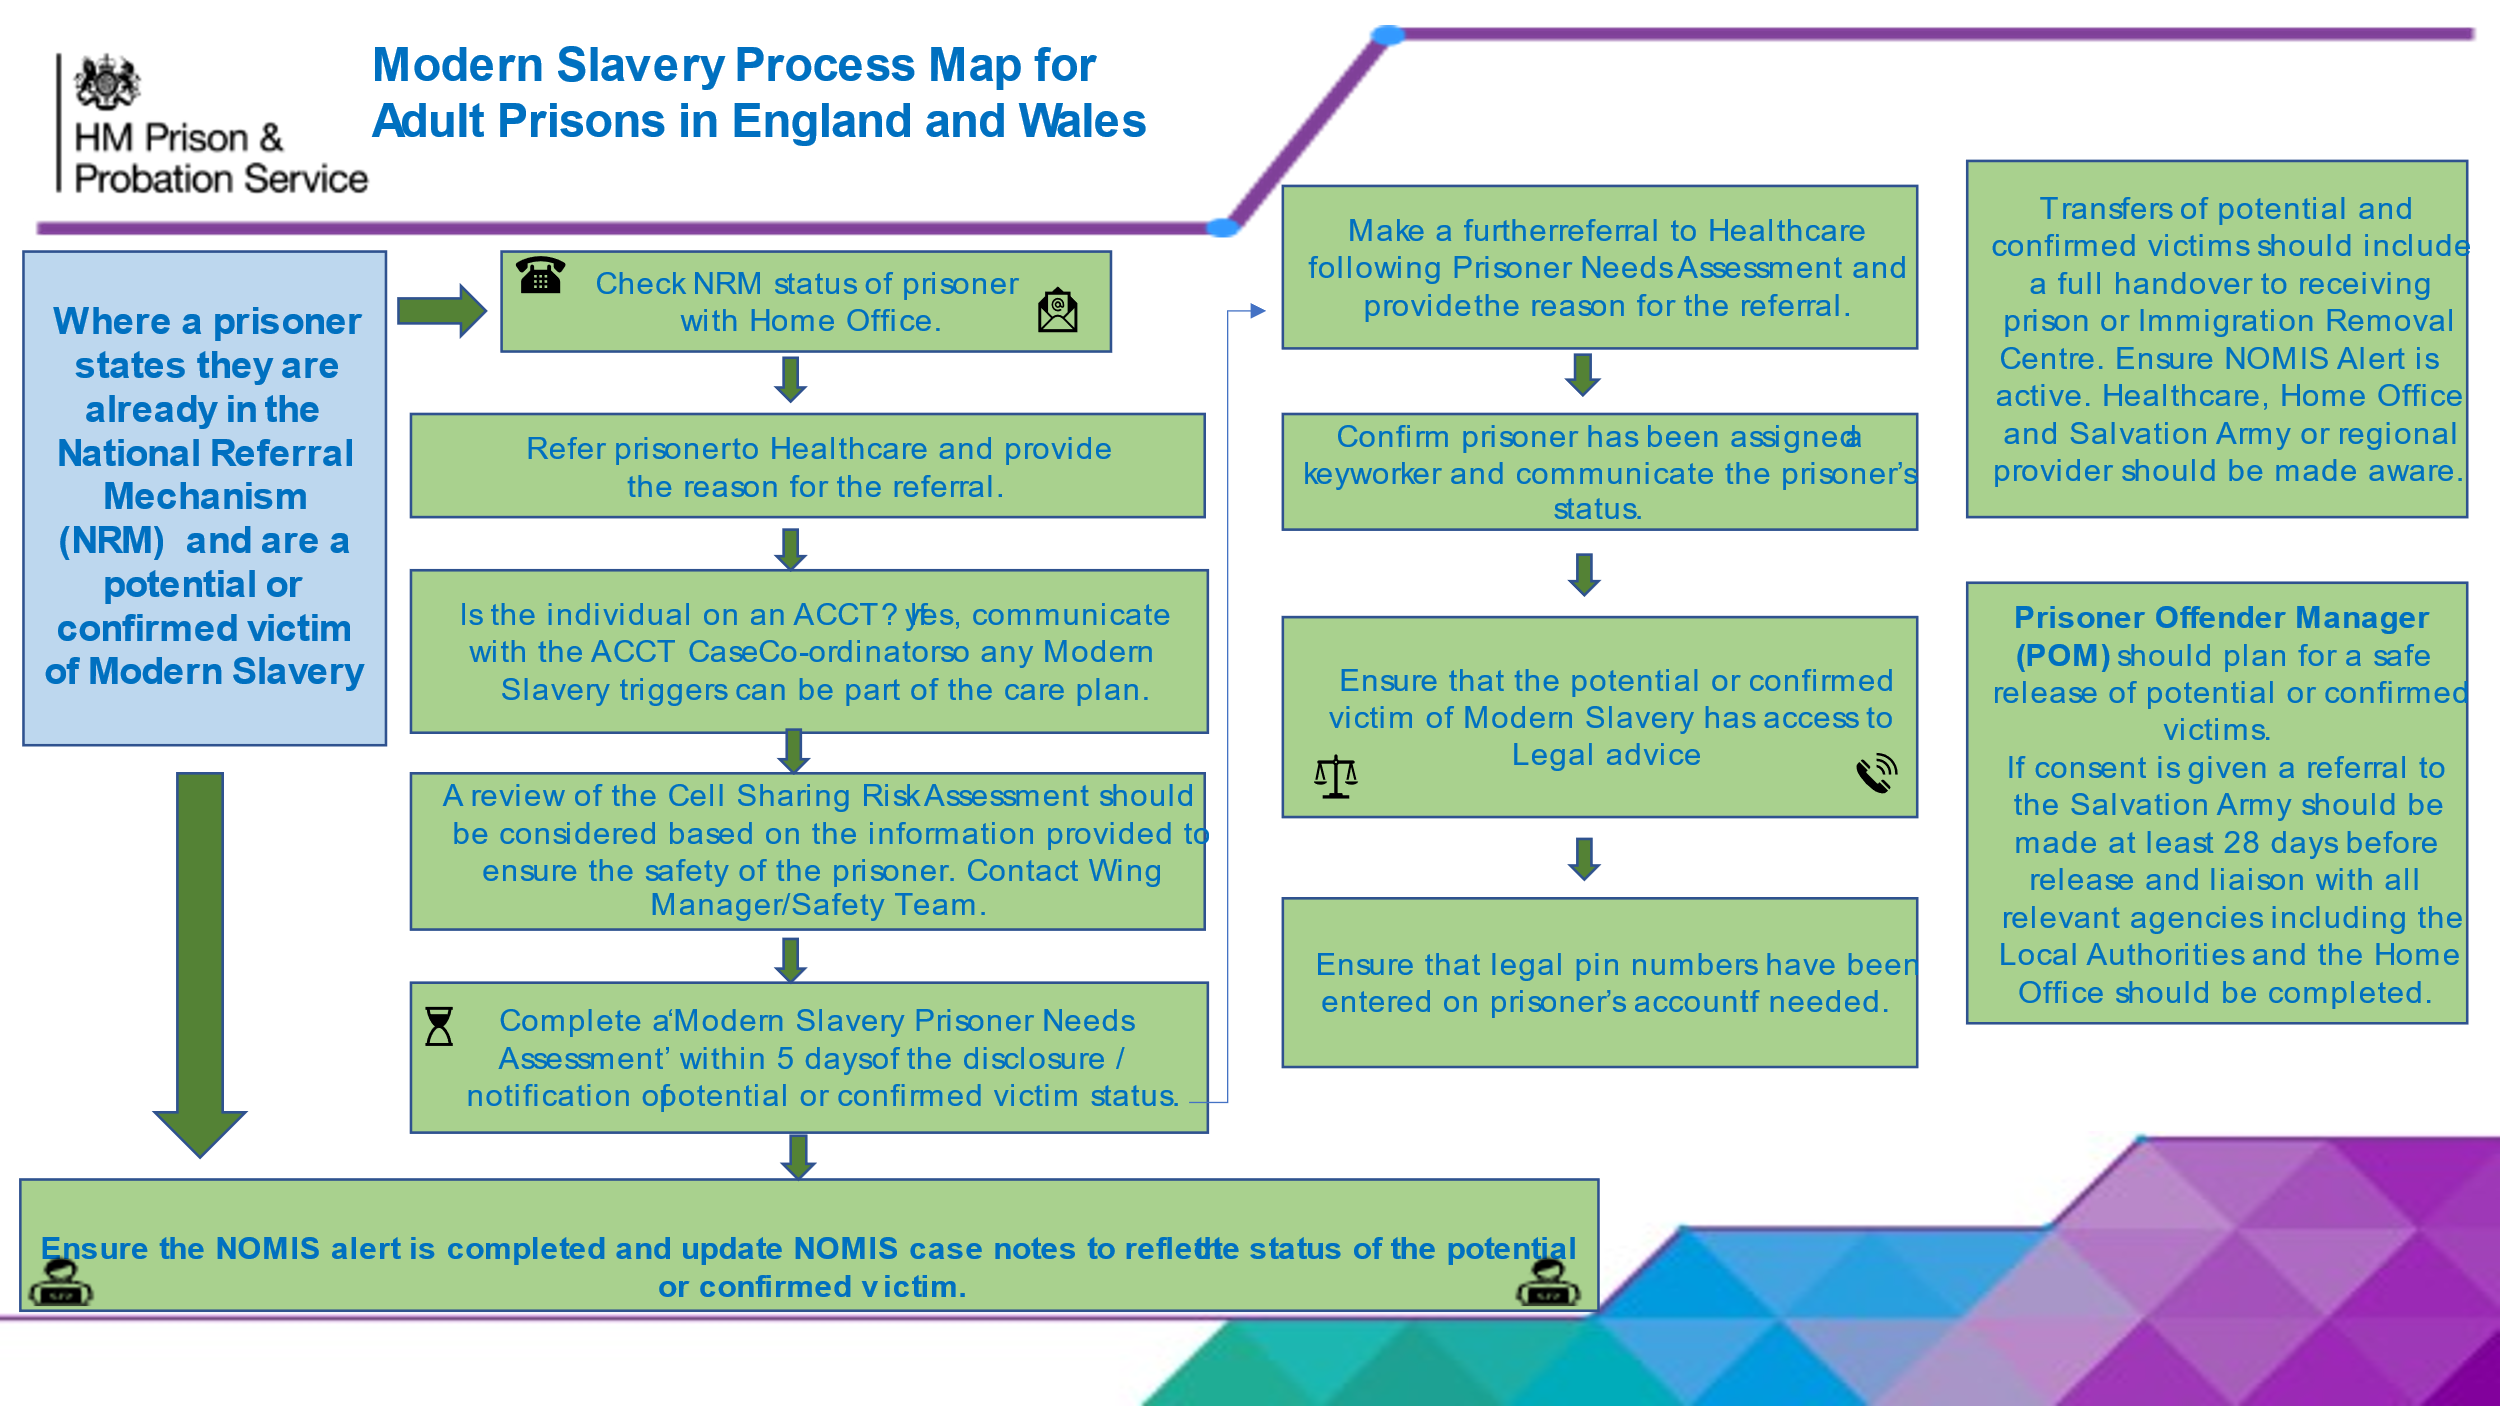 HM Prison &
Probation Service
Modern Slavery Process Map for
Adult Prisons in England and Wales
Where a prisoner
states they are
already in the
National Referral
Mechanism
(NRM) and are a
potential or
confirmed victim
of Modern Slavery
Check NRM status of prisoner
with Home Office.
Refer prisoner to Healthcare and provide
the reason for the referral.
Is the individual on an ACCT? If yes, communicate
with the ACCT Case Co-ordinator so any Modern
Slavery triggers can be part of the care plan.
A review of the Cell Sharing Risk Assessment should
be considered based on the information provided to
ensure the safety of the prisoner. Contact Wing
Manager/Safety Team.
Complete a ‘Modern Slavery Prisoner Needs
Assessment’ within 5 days of the disclosure /
notification of potential or confirmed victim status.
Ensure the NOMIS alert is completed and update NOMIS case notes to reflect the status of the potential
or confirmed victim.
Make a further referral to Healthcare
following Prisoner Needs Assessment and
provide the reason for the referral.
Confirm prisoner has been assigned a
keyworker and communicate the prisoner’s
status.
Ensure that the potential or confirmed
victim of Modern Slavery has access to
Legal advice
Ensure that legal pin numbers have been
entered on prisoner’s account if needed.
Transfers of potential and
confirmed victims should include
a full handover to receiving
prison or Immigration Removal
Centre. Ensure NOMIS Alert is
active. Healthcare, Home Office
and Salvation Army or regional
provider should be made aware.
Prisoner Offender Manager
(POM) should plan for a safe
release of potential or confirmed
victims.
If consent is given a referral to
the Salvation Army should be
made at least 28 days before
release and liaison with all
relevant agencies including the
Local Authorities and the Home
Office should be completed.